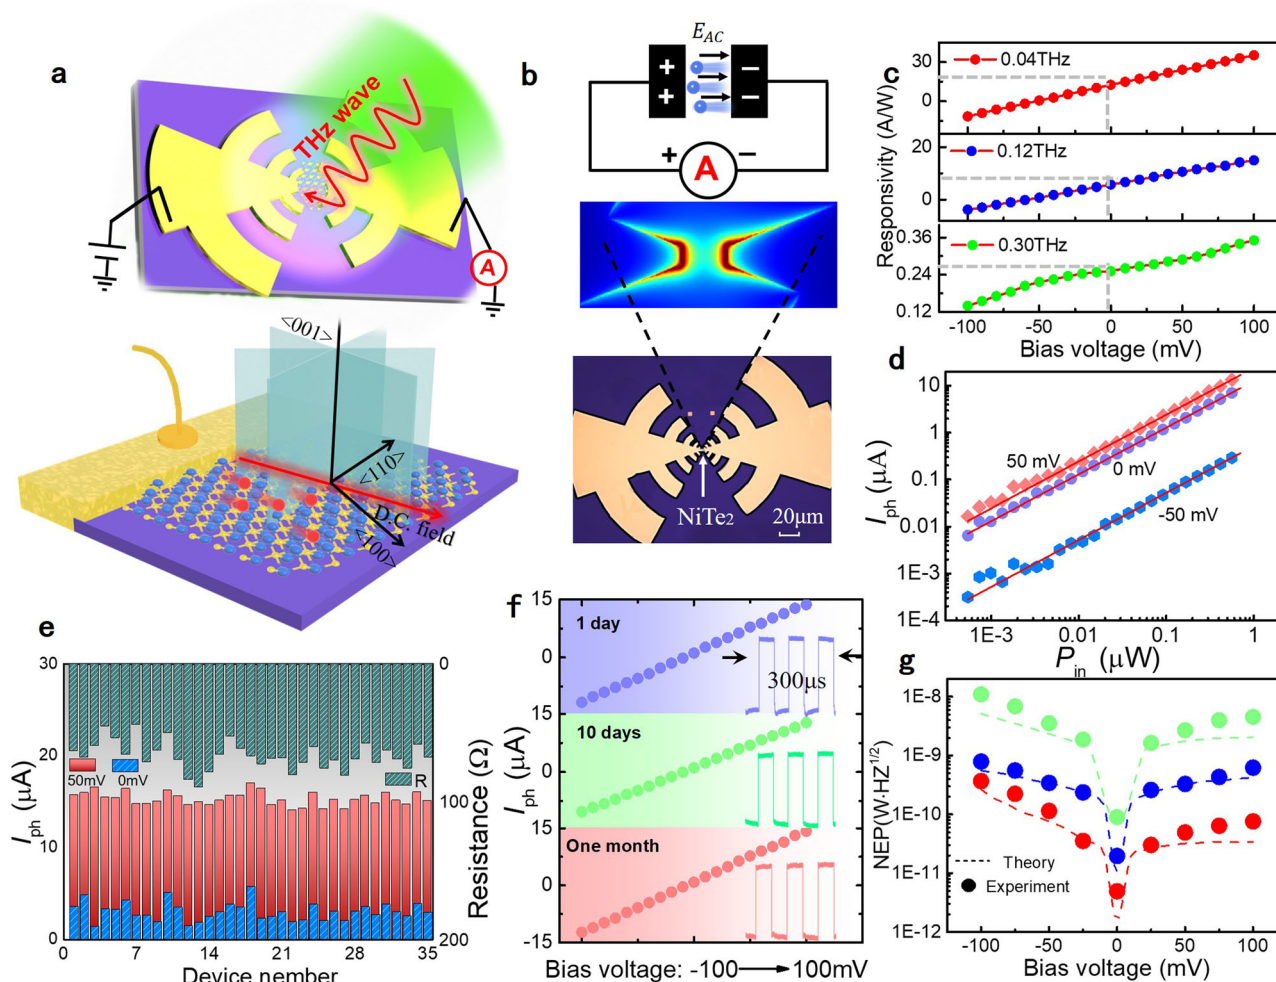 a
THz wave
A
<001>
<110>
D.C. field
<100>
b
E_AC
+ −
+ −
+ A −
NiTe₂
20μm
c
Responsivity (A/W)
30
0
0.04THz
20
0
0.12THz
0.36
0.24
0.12
0.30THz
-100 -50 0 50 100
Bias voltage (mV)
d
I_ph (μA)
10
1
0.1
0.01
1E-3
1E-4
50 mV
0 mV
-50 mV
1E-3 0.01 0.1 1
P_in (μW)
e
I_ph (μA)
30
20
10
0
50mV 0mV R
0
100
200
Resistance (Ω)
0 7 14 21 28 35
Device nember
f
I_ph (μA)
15
0
15
0
15
0
-15
1 day
300μs
10 days
One month
Bias voltage: -100→100mV
g
NEP(W·HZ^1/2)
1E-8
1E-9
1E-10
1E-11
1E-12
Theory
Experiment
-100 -50 0 50 100
Bias voltage (mV)